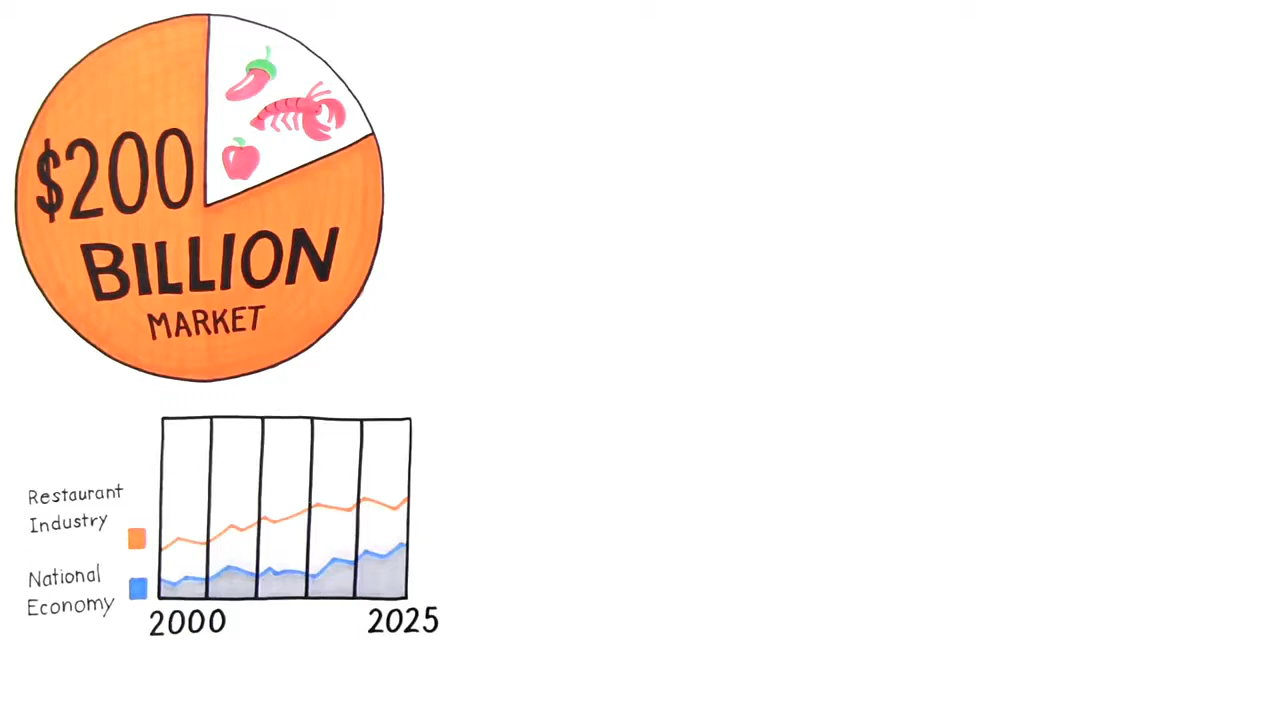 $200
BILLION
MARKET
Restaurant
Industry
National
Economy
2000
2025